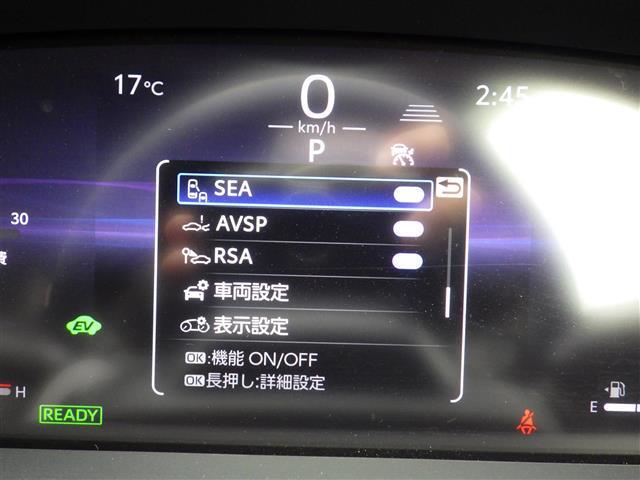 17℃
0
km/h
P
2:45
SEA
AVSP
RSA
車両設定
表示設定
OK:機能 ON/OFF
OK長押し:詳細設定
30
費
EV
H
READY
E